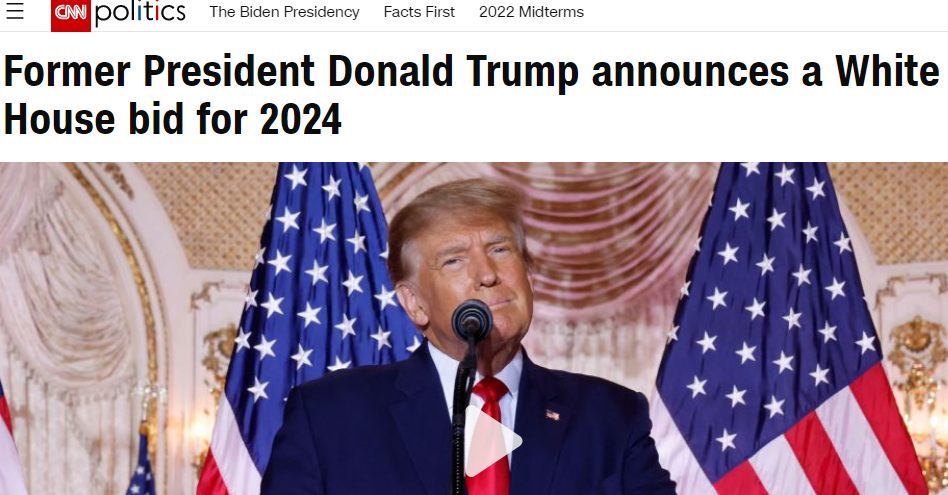 CNN politics The Biden Presidency Facts First 2022 Midterms
Former President Donald Trump announces a White
House bid for 2024